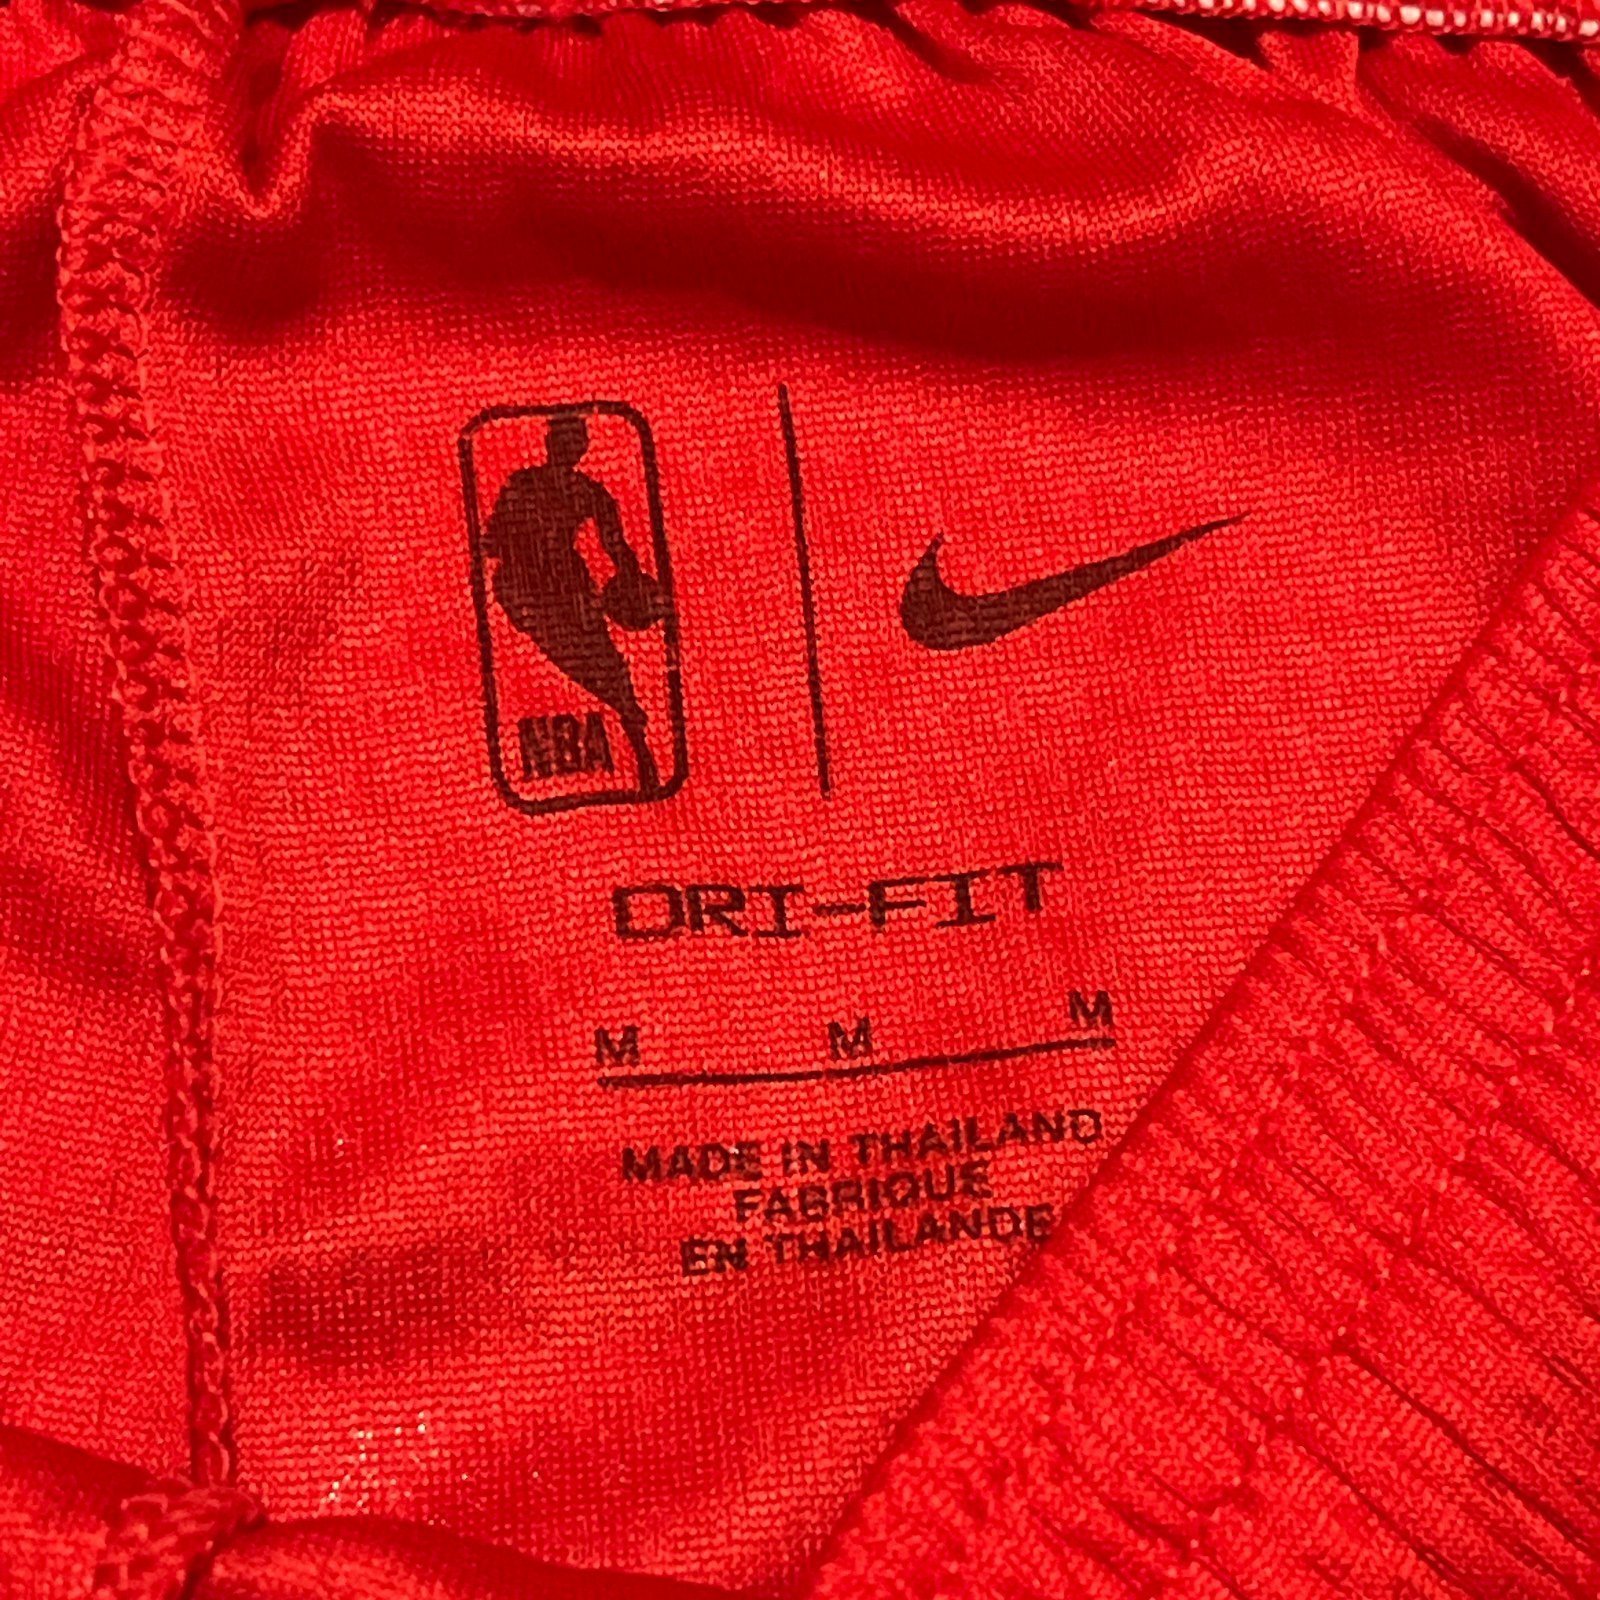 NBA
DRI-FIT
M M M
MADE IN THAILAND
FABRIQUE
EN THAILANDE